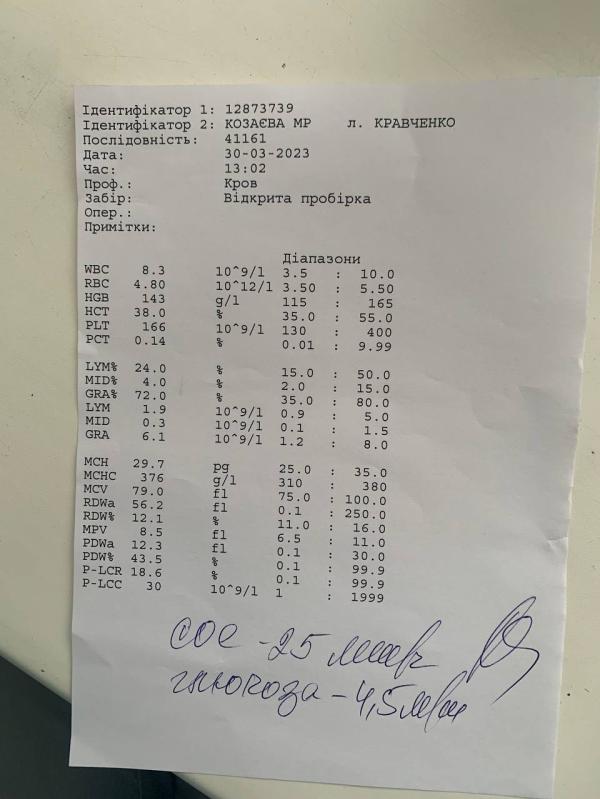 Ідентифікатор 1: 12873739
Ідентифікатор 2: КОЗАЄВА МР л. КРАВЧЕНКО
Послідовність: 41161
Дата: 30-03-2023
Час: 13:02
Проф.: Кров
Забір: Відкрита пробірка
Опер.:
Примітки:
Діапазони
WBC 8.3 10^9/l 3.5 : 10.0
RBC 4.80 10^12/l 3.50 : 5.50
HGB 143 g/l 115 : 165
HCT 38.0 % 35.0 : 55.0
PLT 166 10^9/l 130 : 400
PCT 0.14 % 0.01 : 9.99
LYM% 24.0 % 15.0 : 50.0
MID% 4.0 % 2.0 : 15.0
GRA% 72.0 % 35.0 : 80.0
LYM 1.9 10^9/l 0.9 : 5.0
MID 0.3 10^9/l 0.1 : 1.5
GRA 6.1 10^9/l 1.2 : 8.0
MCH 29.7 pg 25.0 : 35.0
MCHC 376 g/l 310 : 380
MCV 79.0 fl 75.0 : 100.0
RDWa 56.2 fl 0.1 : 250.0
RDW% 12.1 % 11.0 : 16.0
MPV 8.5 fl 6.5 : 11.0
PDWa 12.3 fl 0.1 : 30.0
PDW% 43.5 % 0.1 : 99.9
P-LCR 18.6 % 0.1 : 99.9
P-LCC 30 10^9/l 1 : 1999
СОЕ - 25
глюкоза - 4,5